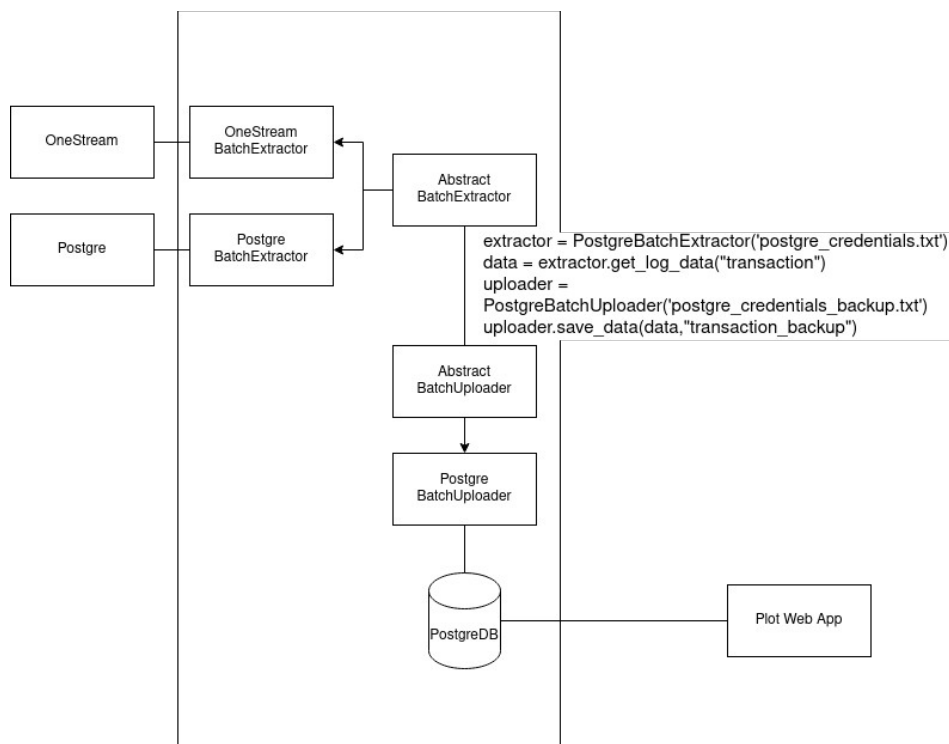 OneStream
OneStream
BatchExtractor
Abstract
BatchExtractor
Postgre
Postgre
BatchExtractor
extractor = PostgreBatchExtractor('postgre_credentials.txt')
data = extractor.get_log_data("transaction")
uploader =
PostgreBatchUploader('postgre_credentials_backup.txt')
uploader.save_data(data,"transaction_backup")
Abstract
BatchUploader
Postgre
BatchUploader
PostgreDB
Plot Web App